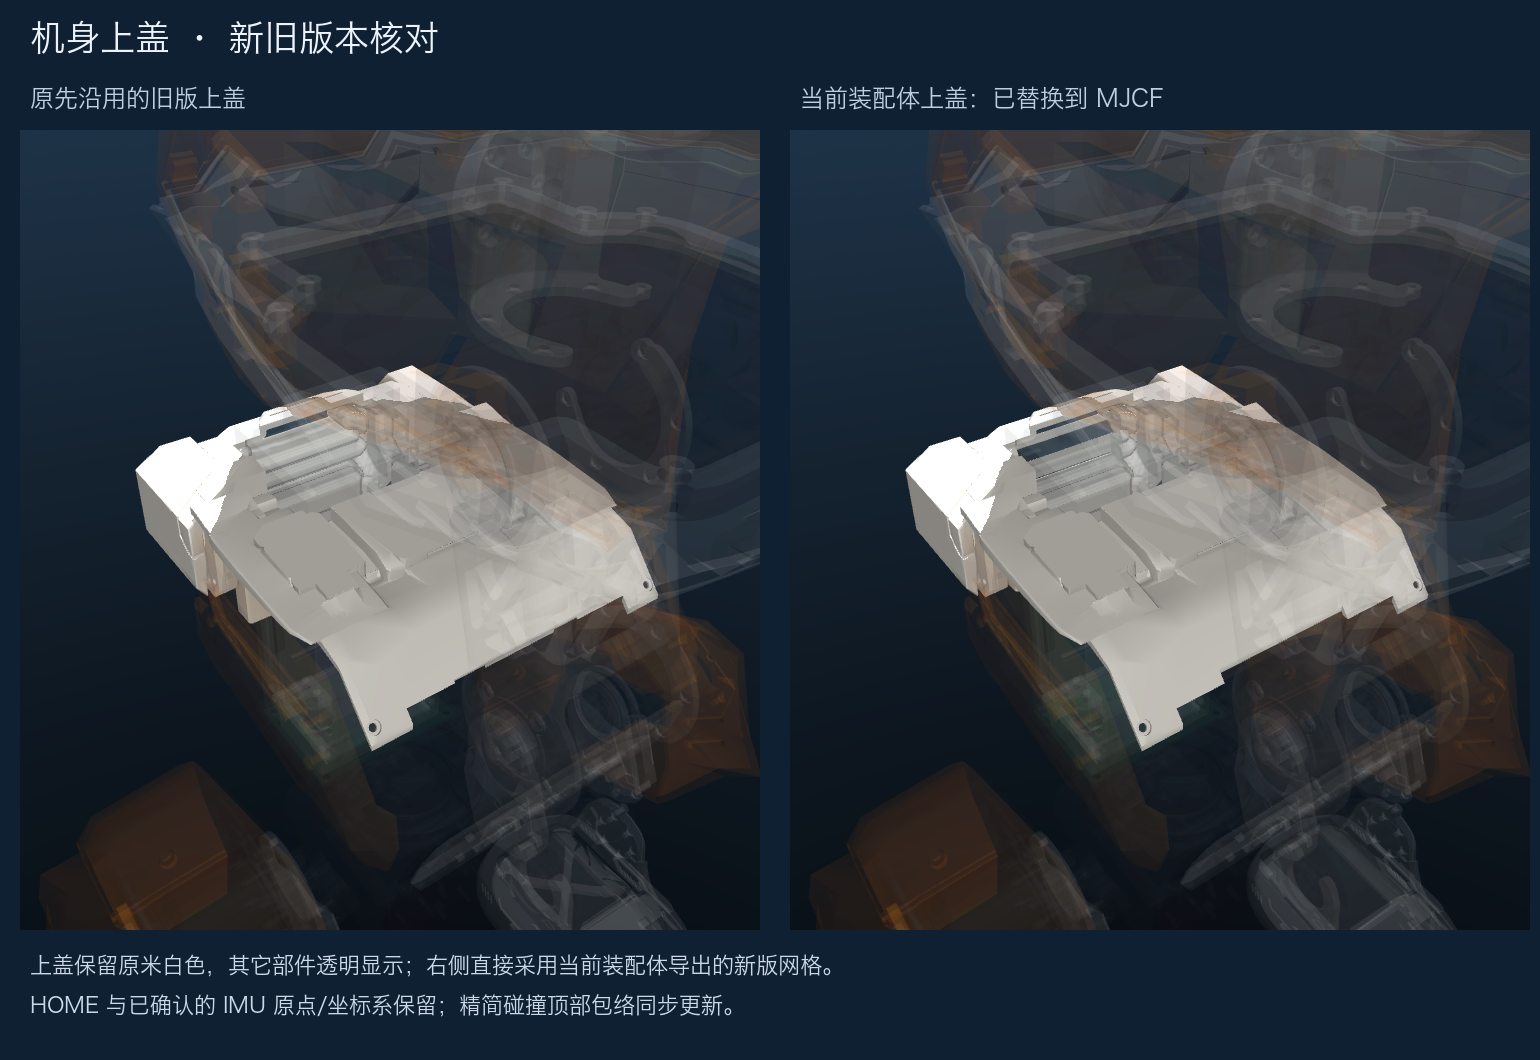 机身上盖 · 新旧版本核对
原先沿用的旧版上盖
当前装配体上盖：已替换到 MJCF
上盖保留原米白色，其它部件透明显示；右侧直接采用当前装配体导出的新版网格。
HOME 与已确认的 IMU 原点/坐标系保留；精简碰撞顶部包络同步更新。